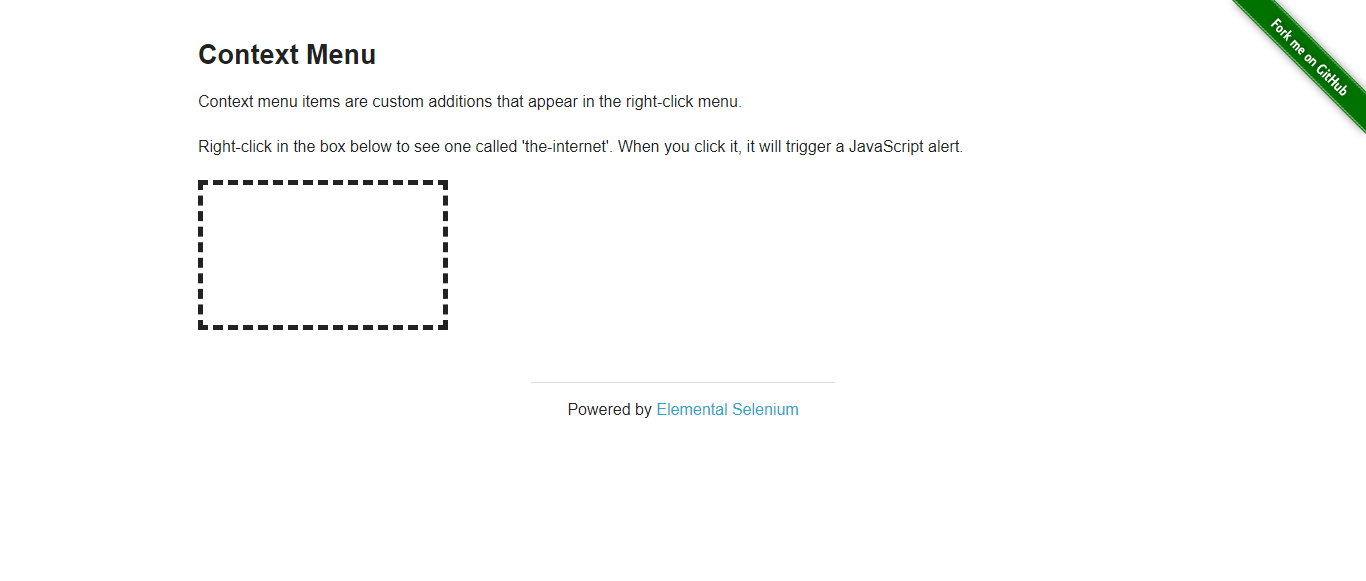 Fork me on GitHub
Context Menu
Context menu items are custom additions that appear in the right-click menu.
Right-click in the box below to see one called 'the-internet'. When you click it, it will trigger a JavaScript alert.
Powered by Elemental Selenium